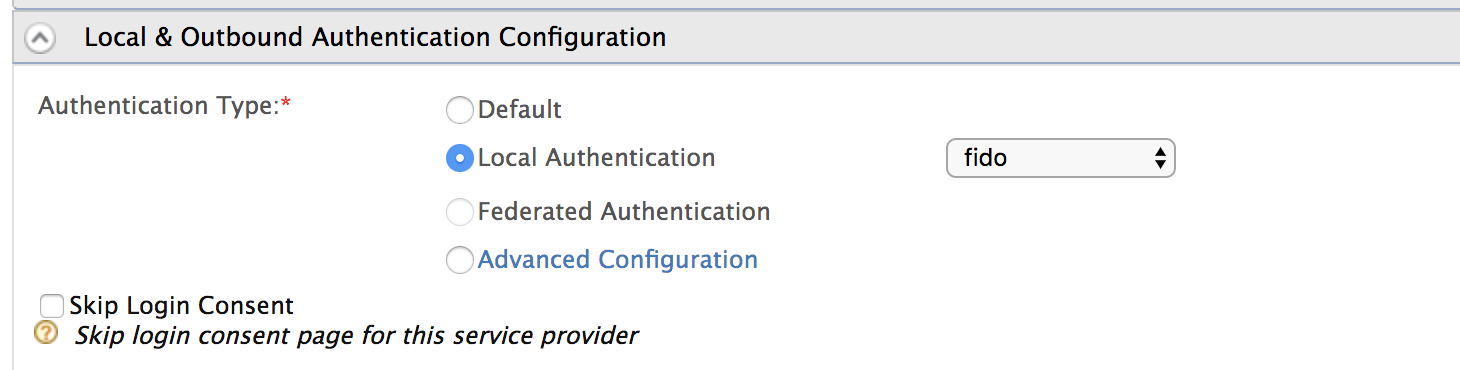 Local & Outbound Authentication Configuration
Authentication Type:*
Default
Local Authentication
fido
Federated Authentication
Advanced Configuration
Skip Login Consent
? Skip login consent page for this service provider